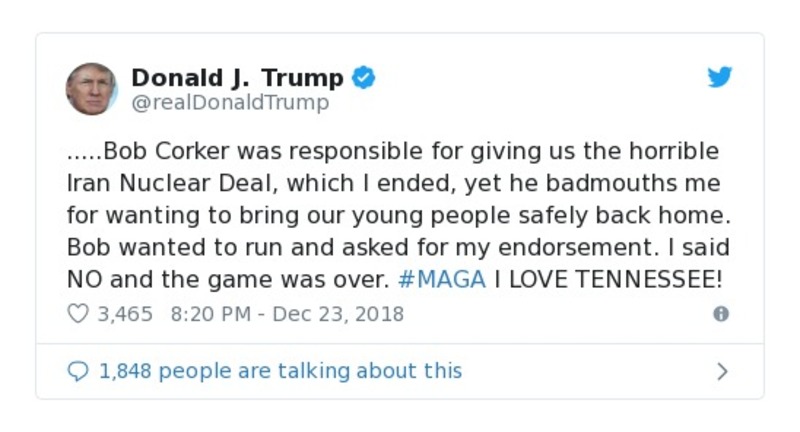 Donald J. Trump
@realDonaldTrump
.....Bob Corker was responsible for giving us the horrible
Iran Nuclear Deal, which I ended, yet he badmouths me
for wanting to bring our young people safely back home.
Bob wanted to run and asked for my endorsement. I said
NO and the game was over. #MAGA I LOVE TENNESSEE!
3,465 8:20 PM - Dec 23, 2018
1,848 people are talking about this